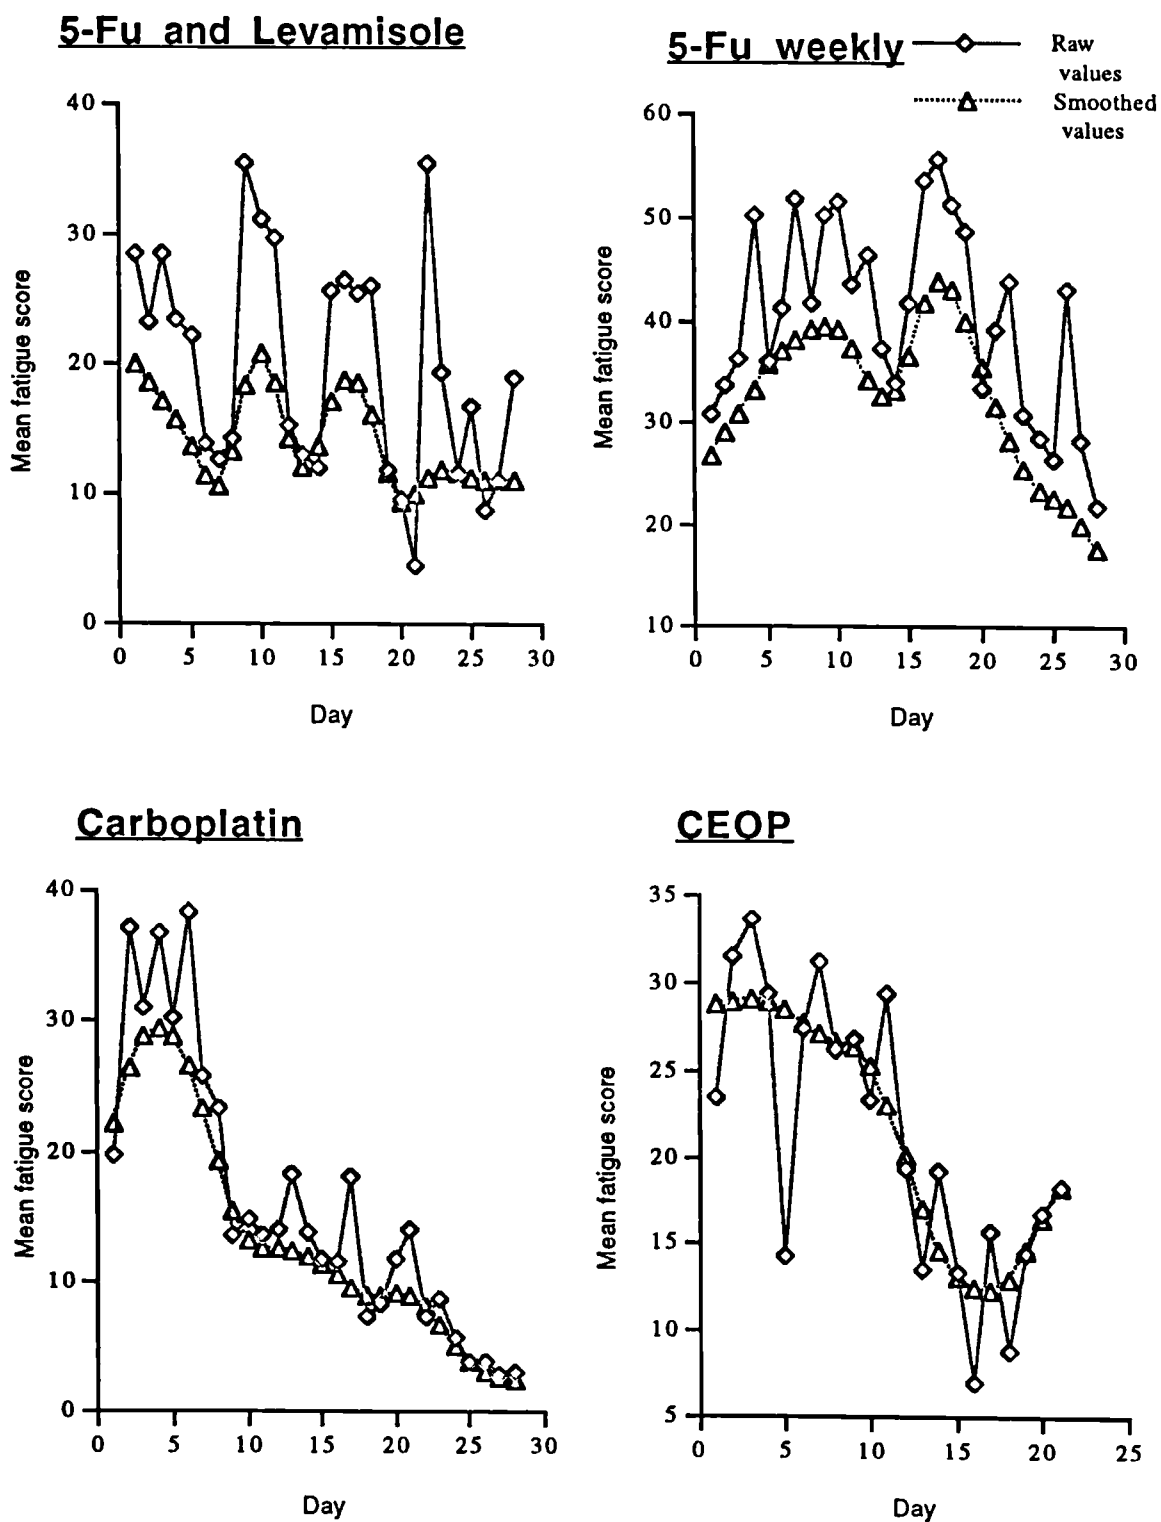 5-Fu and Levamisole
40
30
20
10
0
0 5 10 15 20 25 30
Mean fatigue score
Day
5-Fu weekly
Raw
values
Smoothed
values
60
50
40
30
20
10
0 5 10 15 20 25 30
Mean fatigue score
Day
Carboplatin
40
30
20
10
0
0 5 10 15 20 25 30
Mean fatigue score
Day
CEOP
35
30
25
20
15
10
5
0 5 10 15 20 25
Mean fatigue score
Day